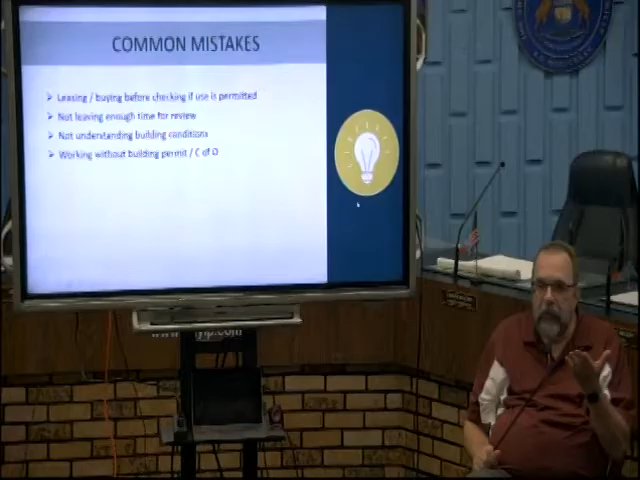 COMMON MISTAKES
➢ Leasing / buying before checking if use is permitted
➢ Not leaving enough time for review
➢ Not understanding building conditions
➢ Working without building permit / C of O